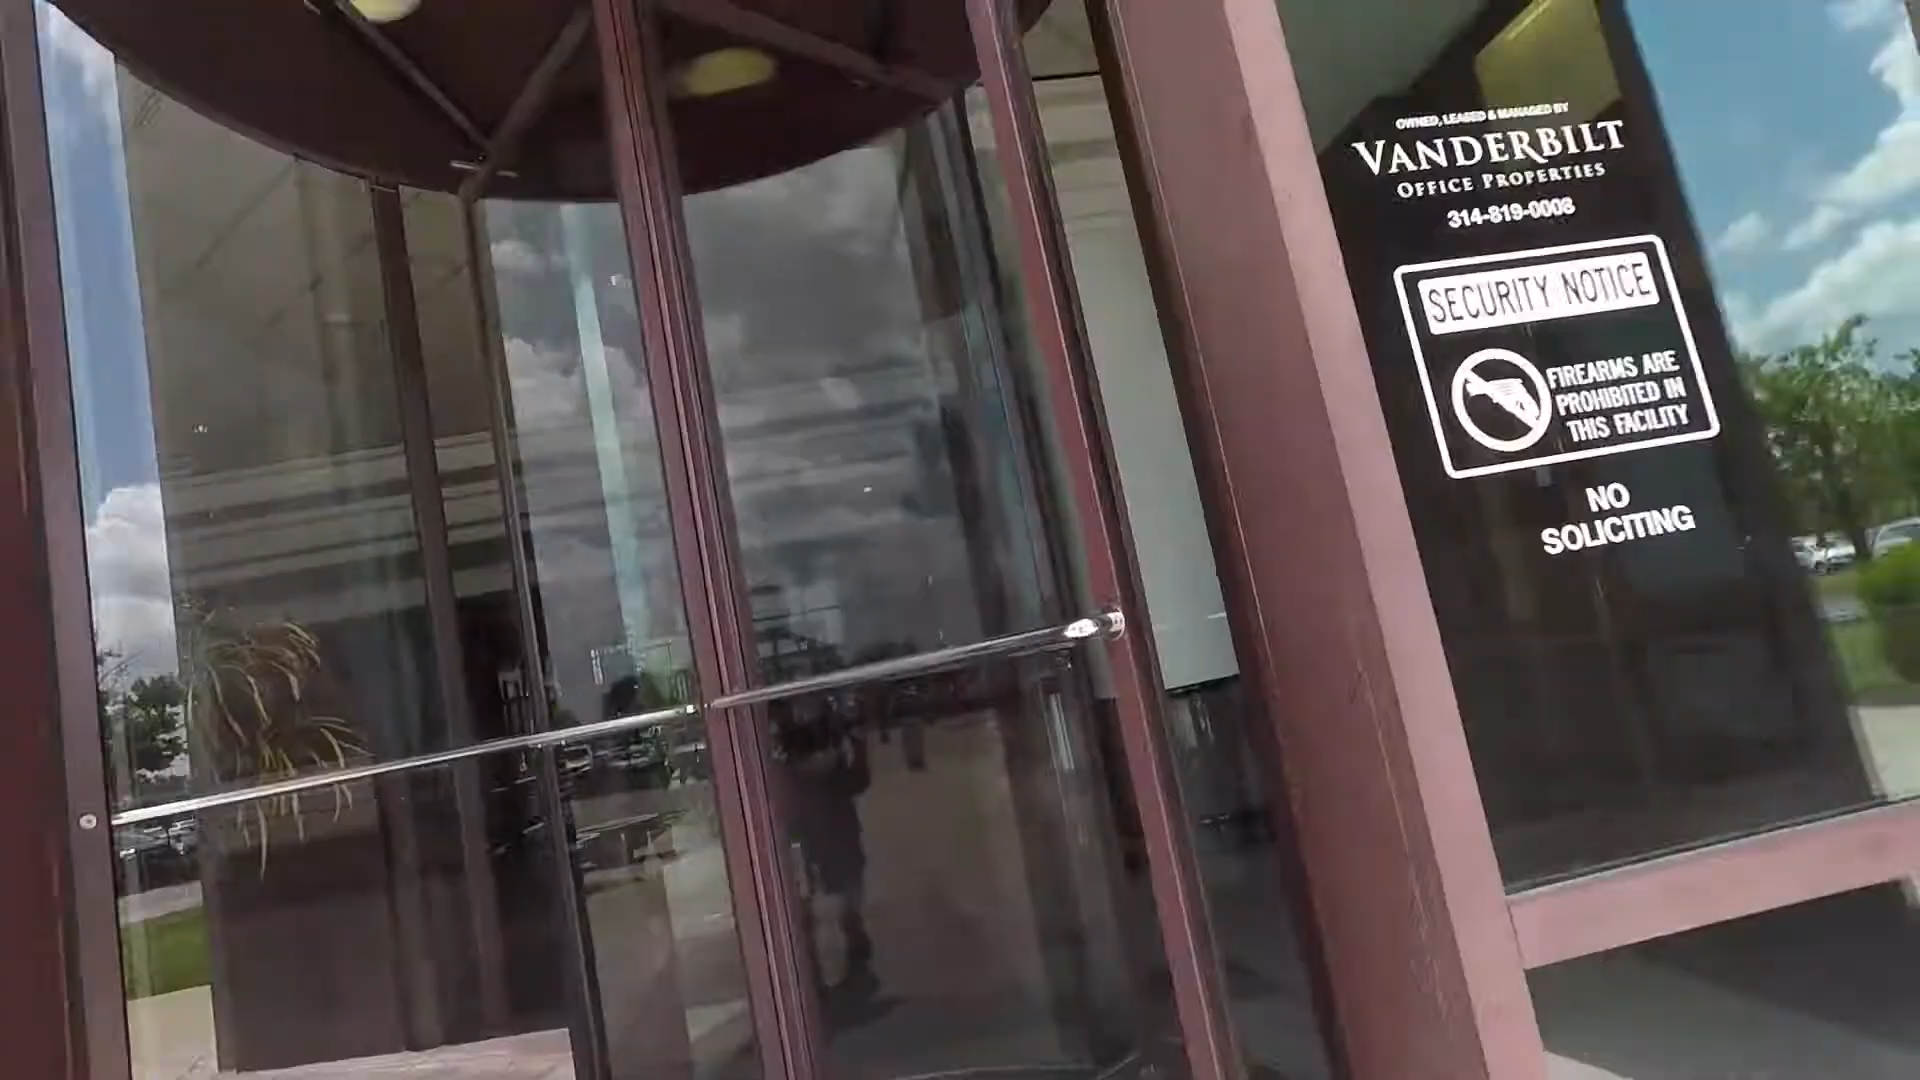 OWNED, LEASED & MANAGED BY
VANDERBILT
OFFICE PROPERTIES
314-819-0008
SECURITY NOTICE
FIREARMS ARE
PROHIBITED IN
THIS FACILITY
NO
SOLICITING